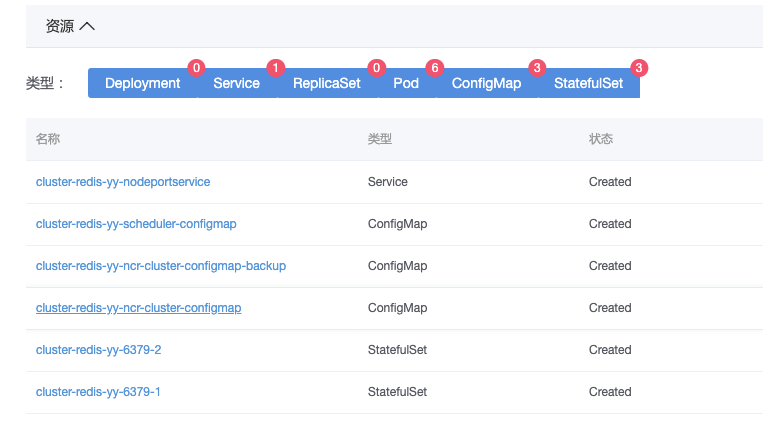 资源
类型： Deployment 0 Service 1 ReplicaSet 0 Pod 6 ConfigMap 3 StatefulSet 3
名称 类型 状态
cluster-redis-yy-nodeportservice Service Created
cluster-redis-yy-scheduler-configmap ConfigMap Created
cluster-redis-yy-ncr-cluster-configmap-backup ConfigMap Created
cluster-redis-yy-ncr-cluster-configmap ConfigMap Created
cluster-redis-yy-6379-2 StatefulSet Created
cluster-redis-yy-6379-1 StatefulSet Created